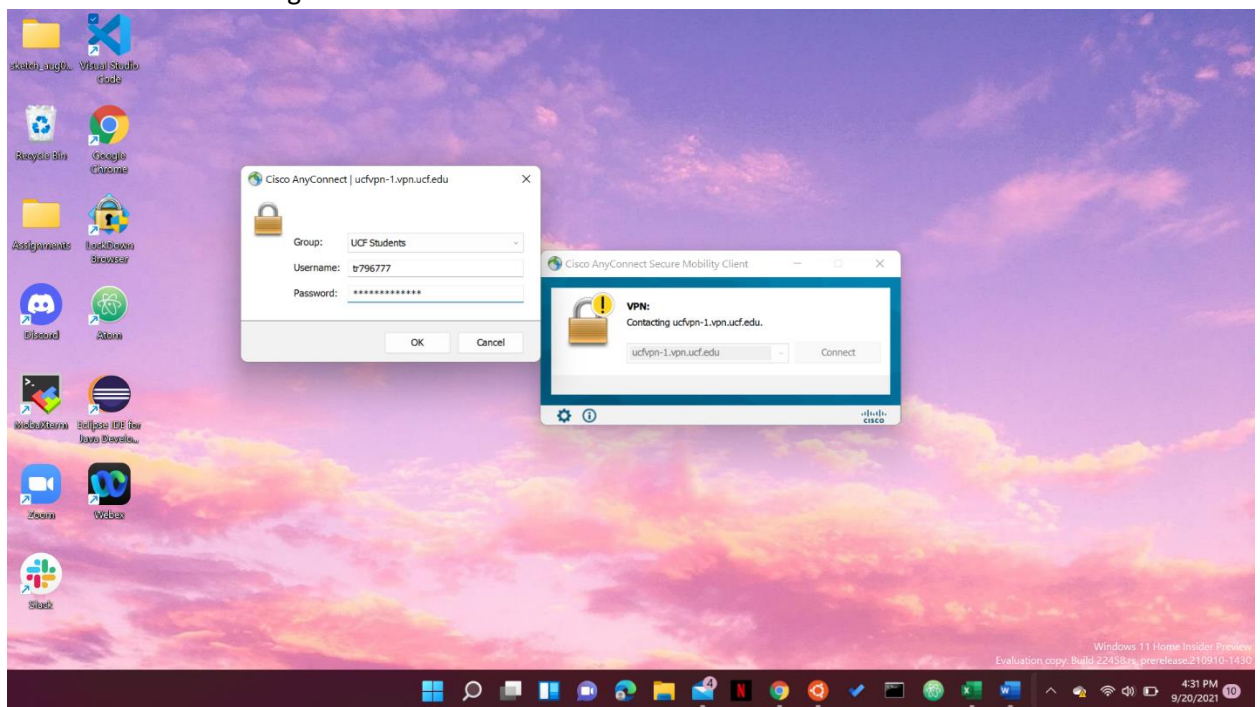 sketch_aug0... Visual Studio
Code
Recycle Bin Google
Chrome
Assignments LockDown
Browser
Discord Atom
MobaXterm Eclipse IDE for
Java Develo...
Zoom Webex
Slack
Cisco AnyConnect | ucfvpn-1.vpn.ucf.edu
Group: UCF Students
Username: tr796777
Password: *************
OK Cancel
Cisco AnyConnect Secure Mobility Client
VPN:
Contacting ucfvpn-1.vpn.ucf.edu.
ucfvpn-1.vpn.ucf.edu Connect
CISCO
Windows 11 Home Insider Preview
Evaluation copy. Build 22458.rs_prerelease.210910-1430
4
4:31 PM
9/20/2021 10